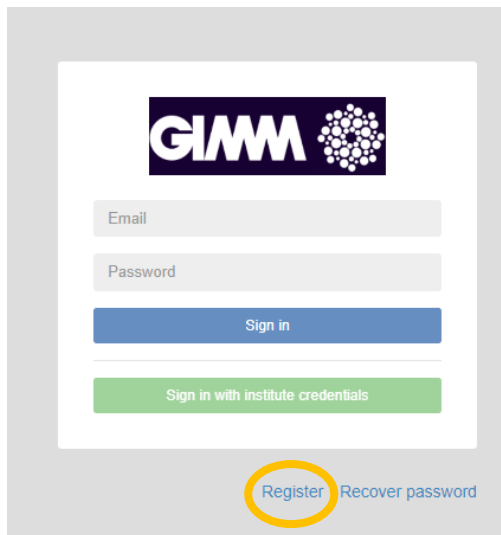 GIMM
Email
Password
Sign in
Sign in with institute credentials
Register Recover password